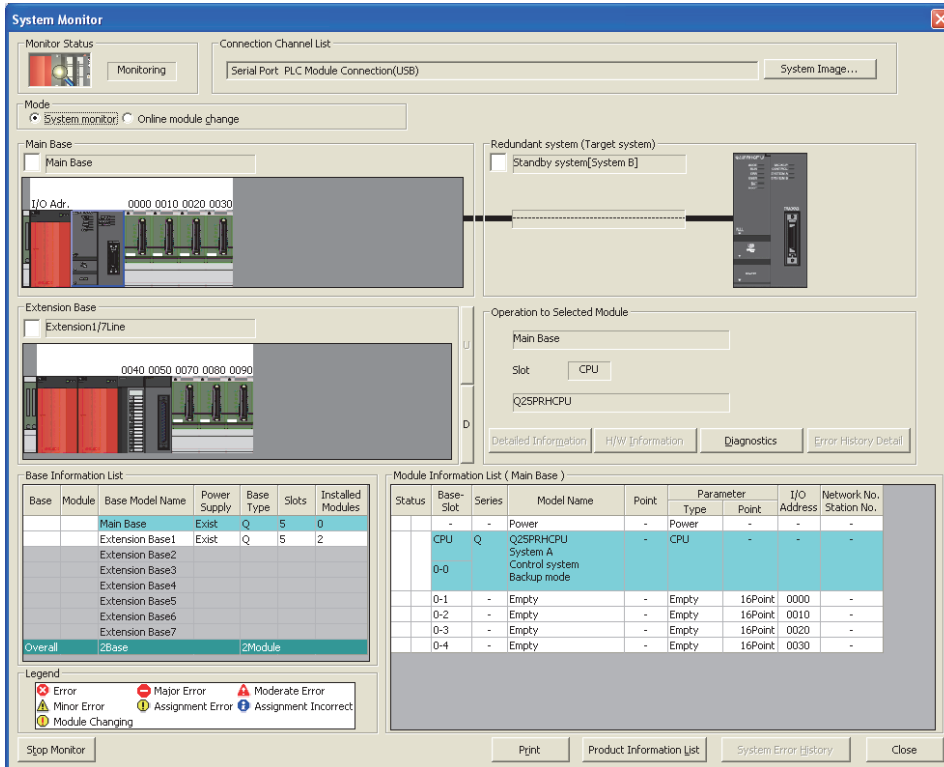 System Monitor
Monitor Status
Monitoring
Connection Channel List
Serial Port PLC Module Connection(USB)
System Image...
Mode
System monitor
Online module change
Main Base
Main Base
I/O Adr. 0000 0010 0020 0030
Redundant system (Target system)
Standby system[System B]
Extension Base
Extension1/7Line
0040 0050 0070 0080 0090
U
D
Operation to Selected Module
Main Base
Slot CPU
Q25PRHCPU
Detailed Information H/W Information Diagnostics Error History Detail
Base Information List
Base Module Base Model Name Power Supply Base Type Slots Installed Modules
Main Base Exist Q 5 0
Extension Base1 Exist Q 5 2
Extension Base2
Extension Base3
Extension Base4
Extension Base5
Extension Base6
Extension Base7
Overall 2Base 2Module
Module Information List ( Main Base )
Status Base-Slot Series Model Name Point Parameter Type Point I/O Address Network No. Station No.
- - Power - Power - - -
CPU Q Q25PRHCPU - CPU - - -
System A
0-0 Control system
Backup mode
0-1 - Empty - Empty 16Point 0000 -
0-2 - Empty - Empty 16Point 0010 -
0-3 - Empty - Empty 16Point 0020 -
0-4 - Empty - Empty 16Point 0030 -
Legend
Error Major Error Moderate Error
Minor Error Assignment Error Assignment Incorrect
Module Changing
Stop Monitor Print Product Information List System Error History Close